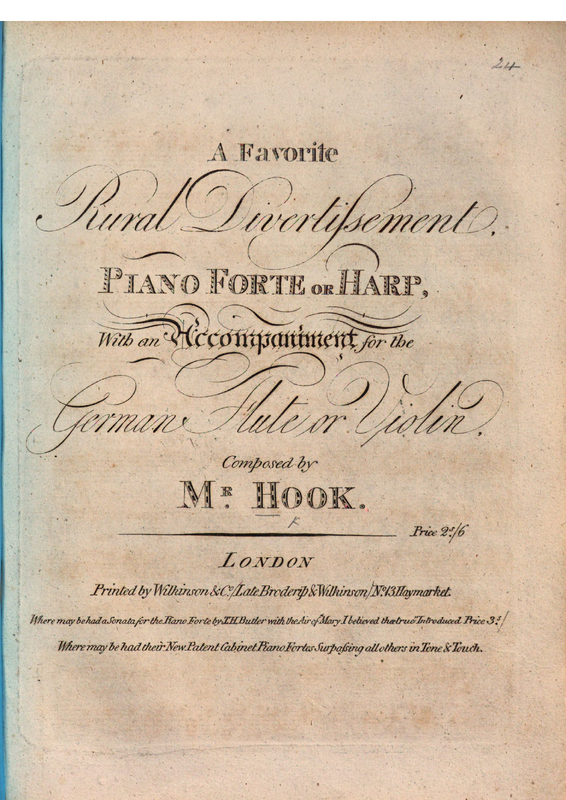 24
A Favorite
Rural Divertiſsement,
PIANO FORTE OR HARP,
With an Accompaniment for the
German Flute or Violin,
Composed by
Mʀ. HOOK.
Price 2ˢ/6
LONDON
Printed by Wilkinson & Cº/Late Broderip & Wilkinson/Nº13 Haymarket.
Where may be had a Sonata for the Piano Forte by T.H. Butler with the Air of Mary I believed thee true Introduced Price 3ˢ/
Where may be had their New Patent Cabinet Piano Fortes Surpaſsing all others in Tone & Touch.